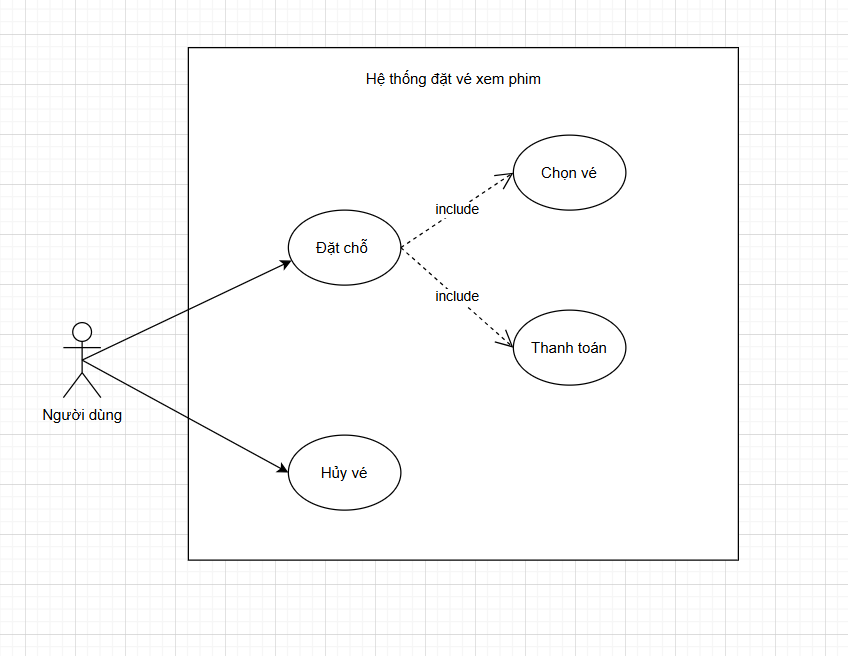 Hệ thống đặt vé xem phim
Chọn vé
include
Đặt chỗ
include
Thanh toán
Người dùng
Hủy vé